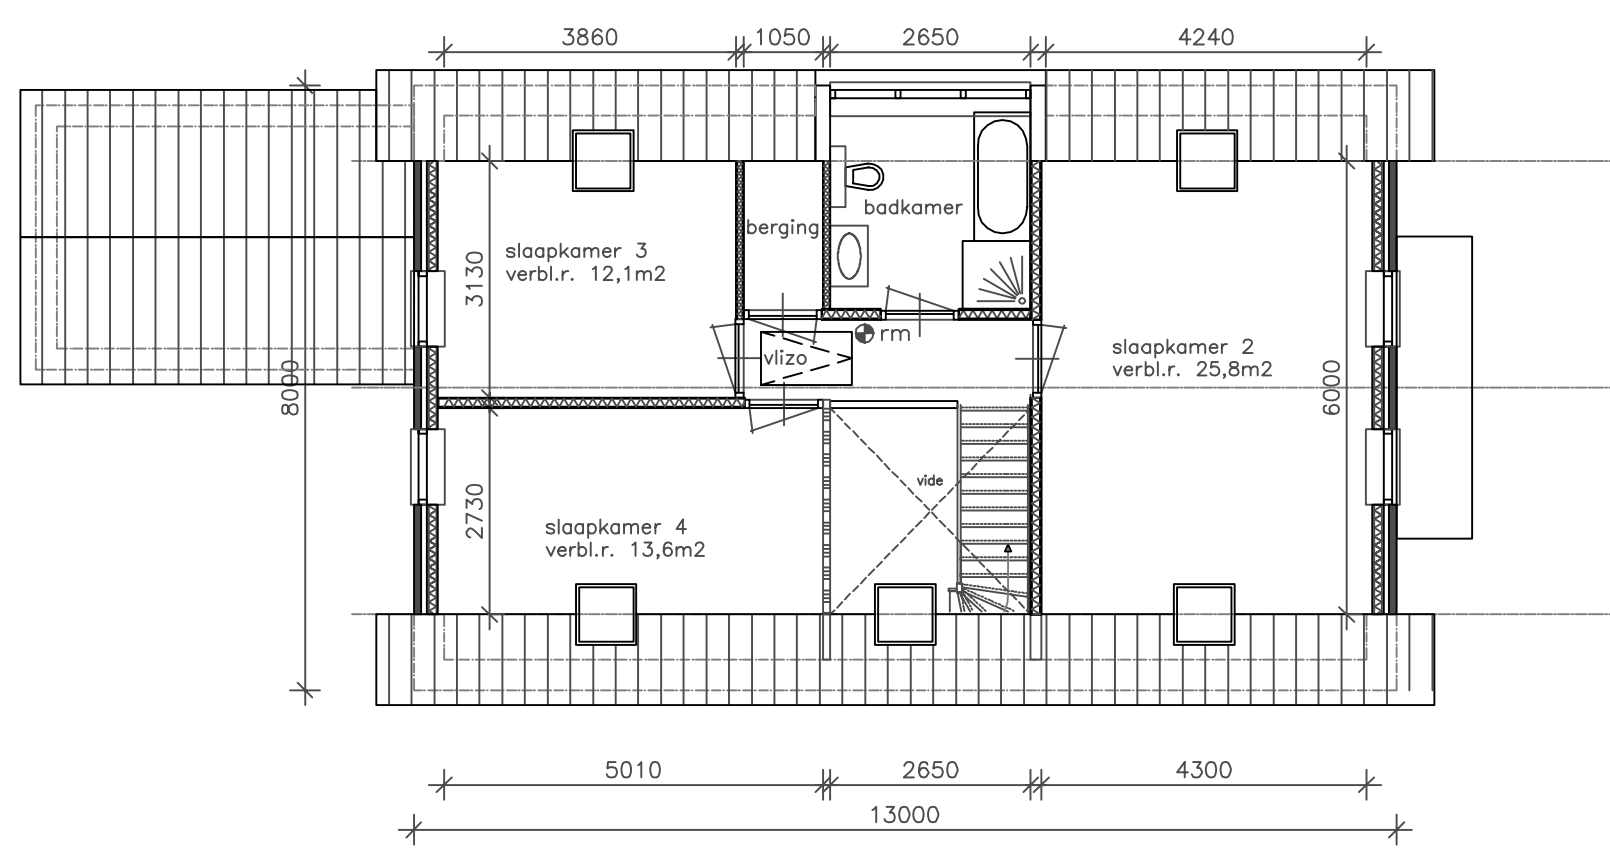 3860
1050
2650
4240
badkamer
berging
slaapkamer 3
verbl.r. 12,1m2
3130
rm
vlizo
slaapkamer 2
verbl.r. 25,8m2
8000
6000
vide
2730
slaapkamer 4
verbl.r. 13,6m2
5010
2650
4300
13000